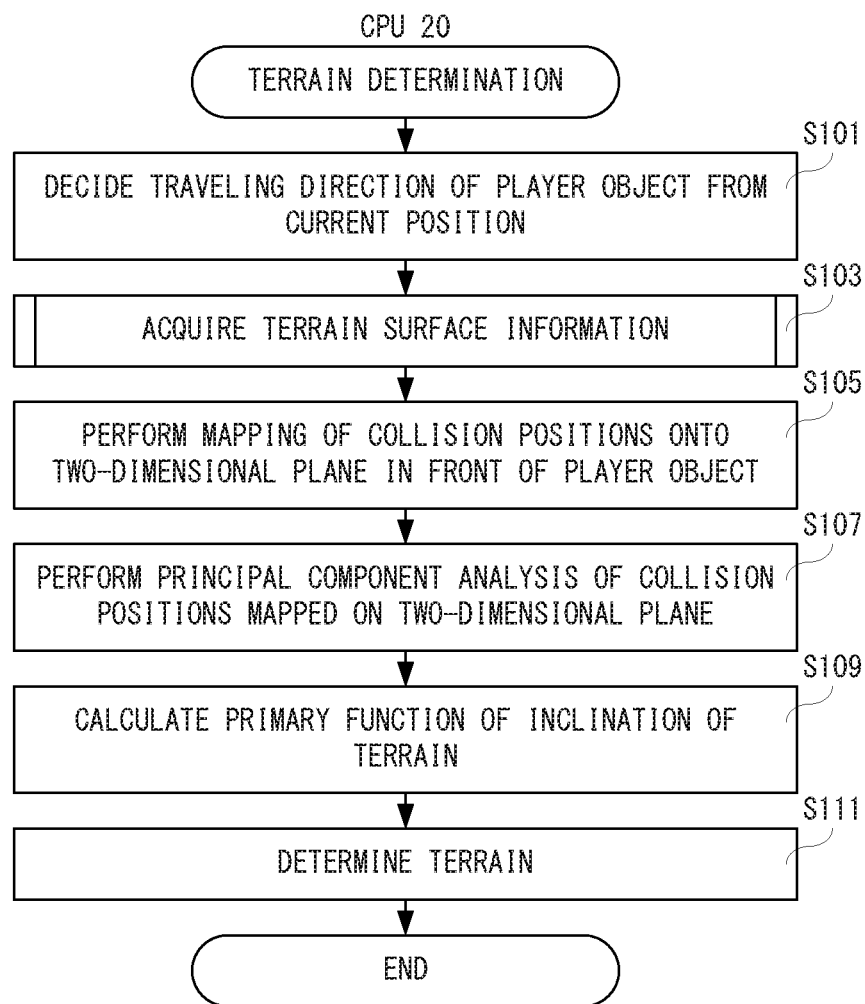 CPU 20
TERRAIN DETERMINATION
S101
DECIDE TRAVELING DIRECTION OF PLAYER OBJECT FROM
CURRENT POSITION
S103
ACQUIRE TERRAIN SURFACE INFORMATION
S105
PERFORM MAPPING OF COLLISION POSITIONS ONTO
TWO-DIMENSIONAL PLANE IN FRONT OF PLAYER OBJECT
S107
PERFORM PRINCIPAL COMPONENT ANALYSIS OF COLLISION
POSITIONS MAPPED ON TWO-DIMENSIONAL PLANE
S109
CALCULATE PRIMARY FUNCTION OF INCLINATION OF
TERRAIN
S111
DETERMINE TERRAIN
END